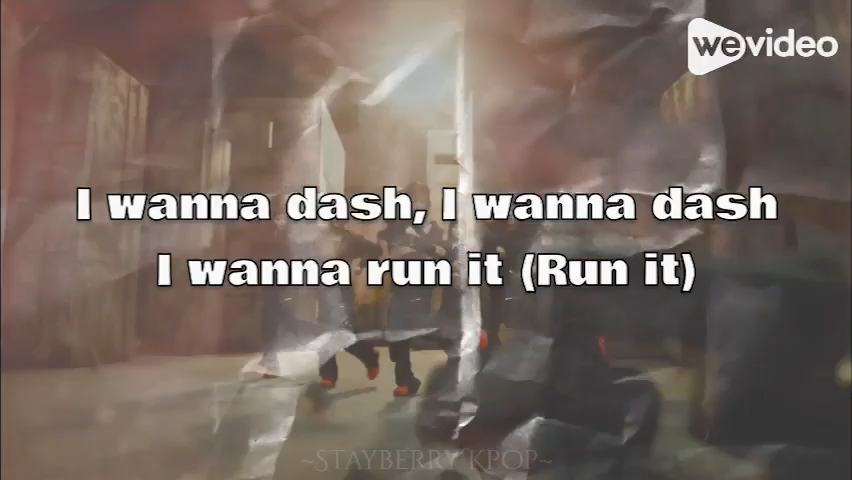 wevideo
I wanna dash, I wanna dash
I wanna run it (Run it)
~STAYBERRY KPOP~